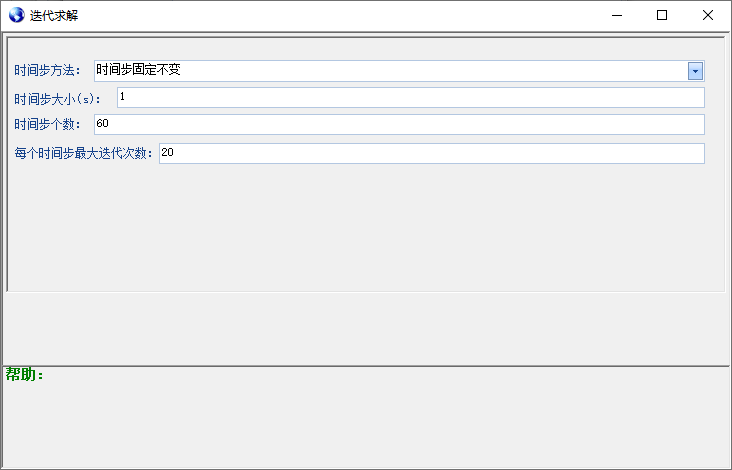 迭代求解
时间步方法： 时间步固定不变
时间步大小(s)： 1
时间步个数： 60
每个时间步最大迭代次数： 20
帮助：